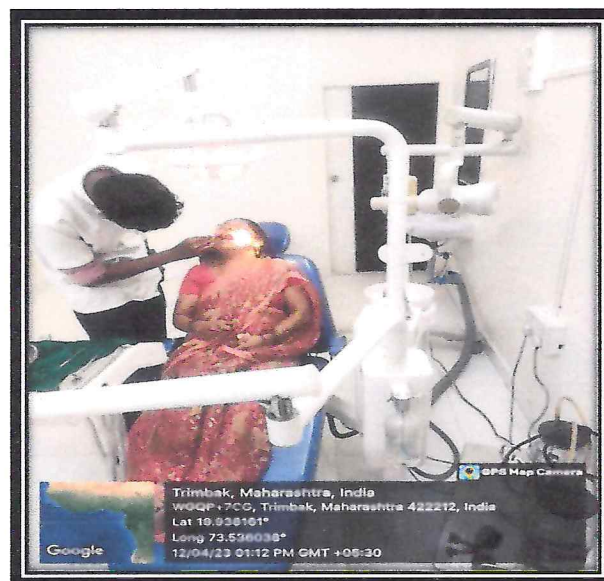 GPS Map Camera
Trimbak, Maharashtra, India
WGQP+7CG, Trimbak, Maharashtra 422212, India
Lat 19.938161°
Long 73.536038°
12/04/23 01:12 PM GMT +05:30
Google